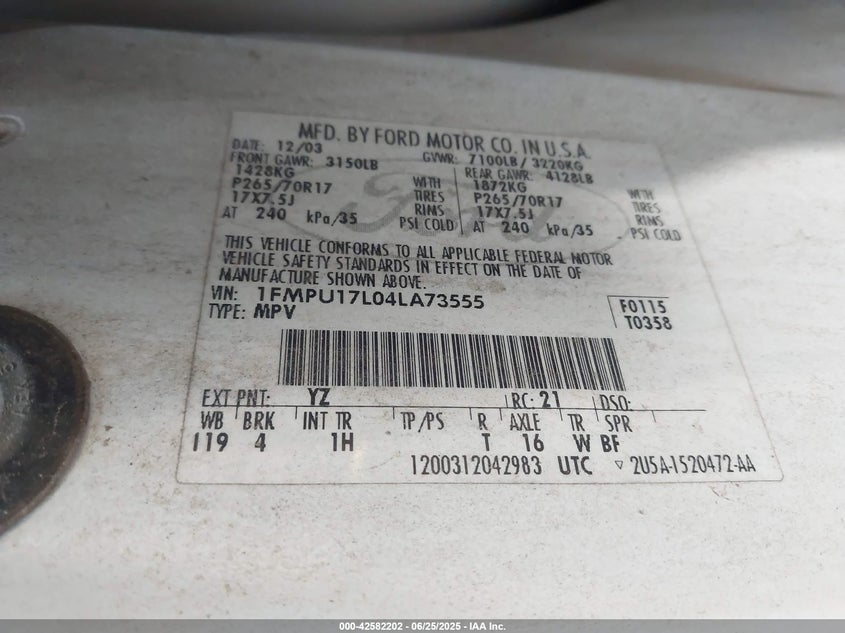 MFD. BY FORD MOTOR CO. IN U.S.A.
DATE: 12/03 GVWR: 7100LB / 3220KG
FRONT GAWR: 3150LB REAR GAWR: 4128LB
1428KG WITH 1872KG WITH
P265/70R17 TIRES P265/70R17 TIRES
17X7.5J RIMS 17X7.5J RIMS
AT 240 kPa/35 PSI COLD AT 240 kPa/35 PSI COLD
THIS VEHICLE CONFORMS TO ALL APPLICABLE FEDERAL MOTOR
VEHICLE SAFETY STANDARDS IN EFFECT ON THE DATE OF
MANUFACTURE SHOWN ABOVE.
VIN: 1FMPU17L04LA73555 F0115
TYPE: MPV T0358
EXT PNT: YZ RC: 21 DSO:
WB BRK INT TR TP/PS R AXLE TR SPR
119 4 1H T 16 W BF
1200312042983 UTC ▽ 2U5A-1520472-AA
Ford
000-42582202 - 06/25/2025 - IAA Inc.